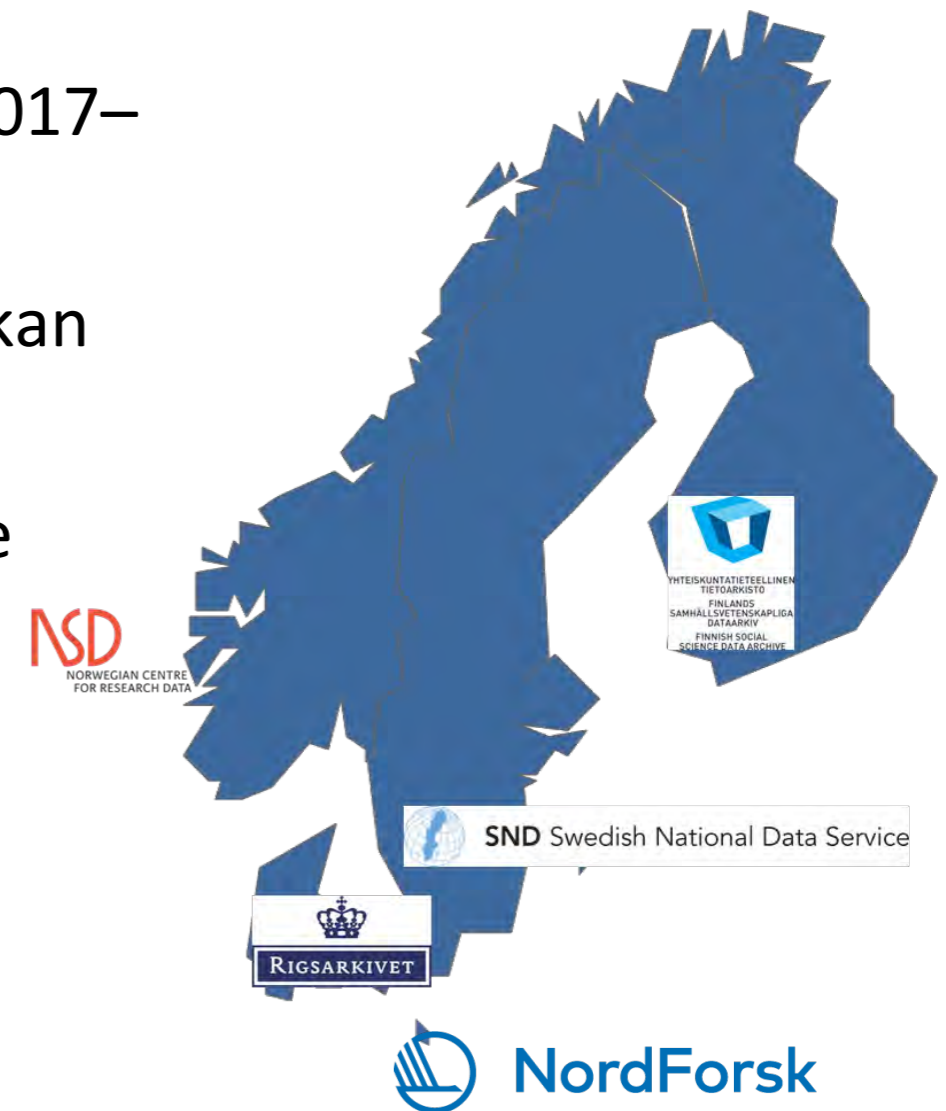 017–
kan
e
NSD
NORWEGIAN CENTRE
FOR RESEARCH DATA
YHTEISKUNTATIETEELLINEN
TIETOARKISTO
FINLANDS
SAMHÄLLSVETENSKAPLIGA
DATAARKIV
FINNISH SOCIAL
SCIENCE DATA ARCHIVE
SND Swedish National Data Service
RIGSARKIVET
NordForsk